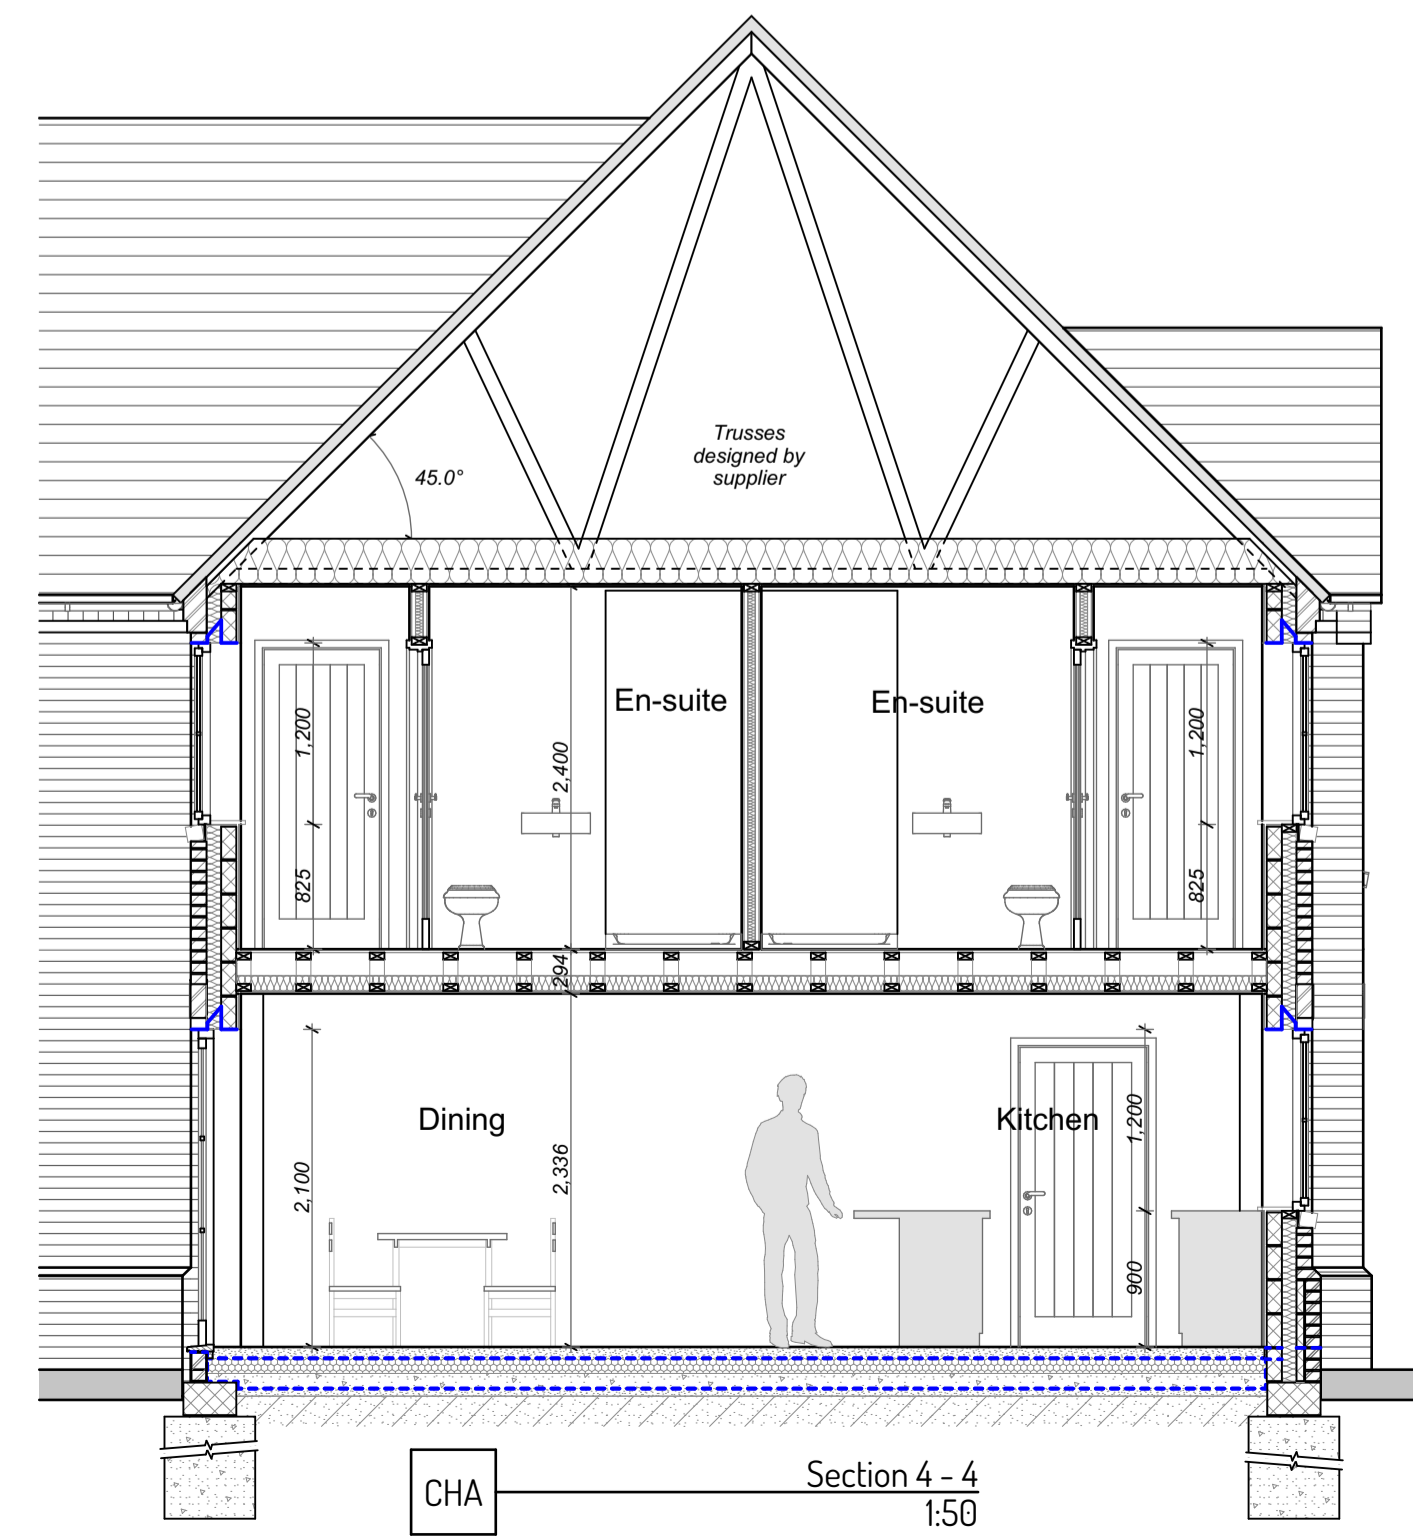 Trusses
designed by
supplier
45.0°
En-suite
En-suite
1,200
2,400
1,200
825
825
294
Dining
Kitchen
1,200
2,100
2,336
900
CHA
Section 4 - 4
1:50